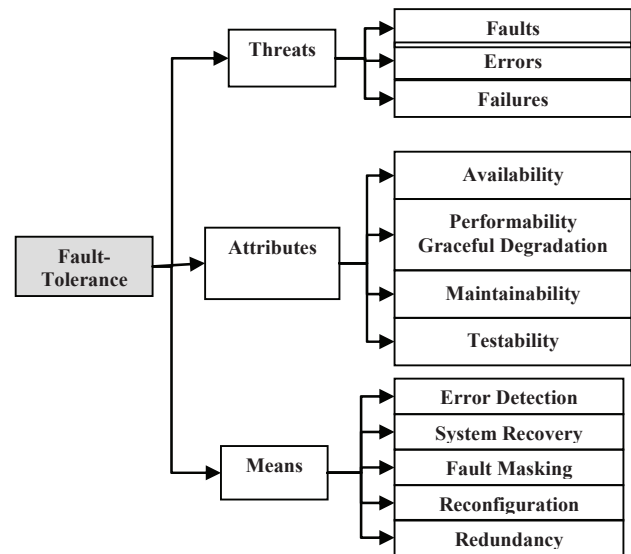 Fault-
Tolerance
Threats
Faults
Errors
Failures
Attributes
Availability
Performability
Graceful Degradation
Maintainability
Testability
Means
Error Detection
System Recovery
Fault Masking
Reconfiguration
Redundancy